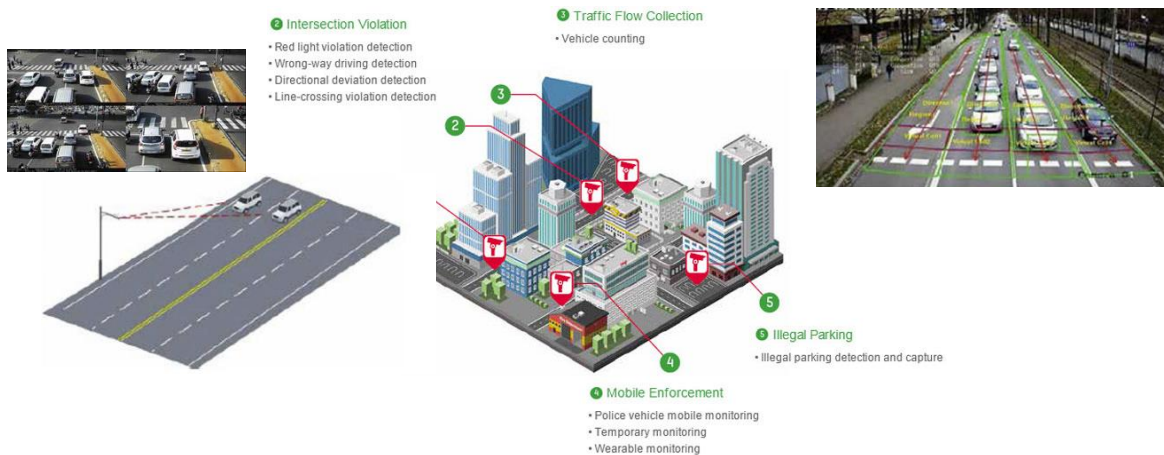 ❷ Intersection Violation
• Red light violation detection
• Wrong-way driving detection
• Directional deviation detection
• Line-crossing violation detection
❸ Traffic Flow Collection
• Vehicle counting
3
2
5
4
❺ Illegal Parking
• Illegal parking detection and capture
❹ Mobile Enforcement
• Police vehicle mobile monitoring
• Temporary monitoring
• Wearable monitoring